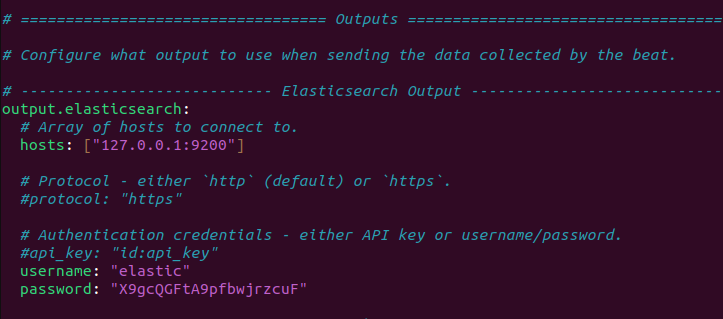 # ================================== Outputs ===================================
# Configure what output to use when sending the data collected by the beat.
# ---------------------------- Elasticsearch Output ----------------------------
output.elasticsearch:
# Array of hosts to connect to.
hosts: ["127.0.0.1:9200"]
# Protocol - either `http` (default) or `https`.
#protocol: "https"
# Authentication credentials - either API key or username/password.
#api_key: "id:api_key"
username: "elastic"
password: "X9gcQGFtA9pfbwjrzcuF"